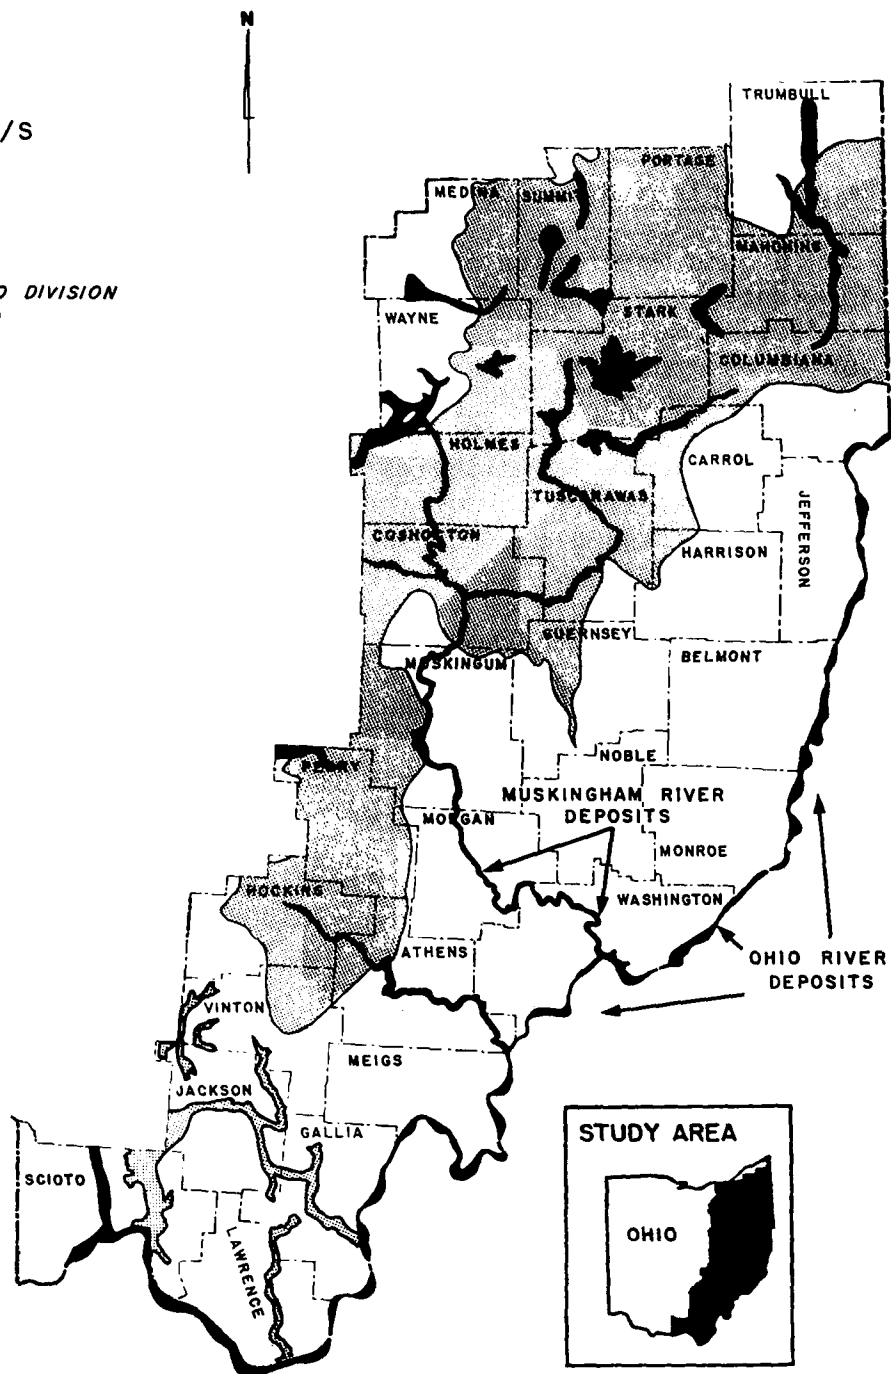 N
/S
DIVISION
TRUMBULL
PORTAGE
MEDINA
SUMMIT
MAHONING
WAYNE
STARK
COLUMBIANA
HOLMES
CARROL
TUSCARAWAS
JEFFERSON
COSHOCTON
HARRISON
GUERNSEY
MUSKINGUM
BELMONT
NOBLE
PERRY
MUSKINGHAM RIVER
DEPOSITS
MORGAN
MONROE
HOCKING
WASHINGTON
ATHENS
OHIO RIVER
DEPOSITS
VINTON
MEIGS
JACKSON
GALLIA
SCIOTO
LAWRENCE
STUDY AREA
OHIO